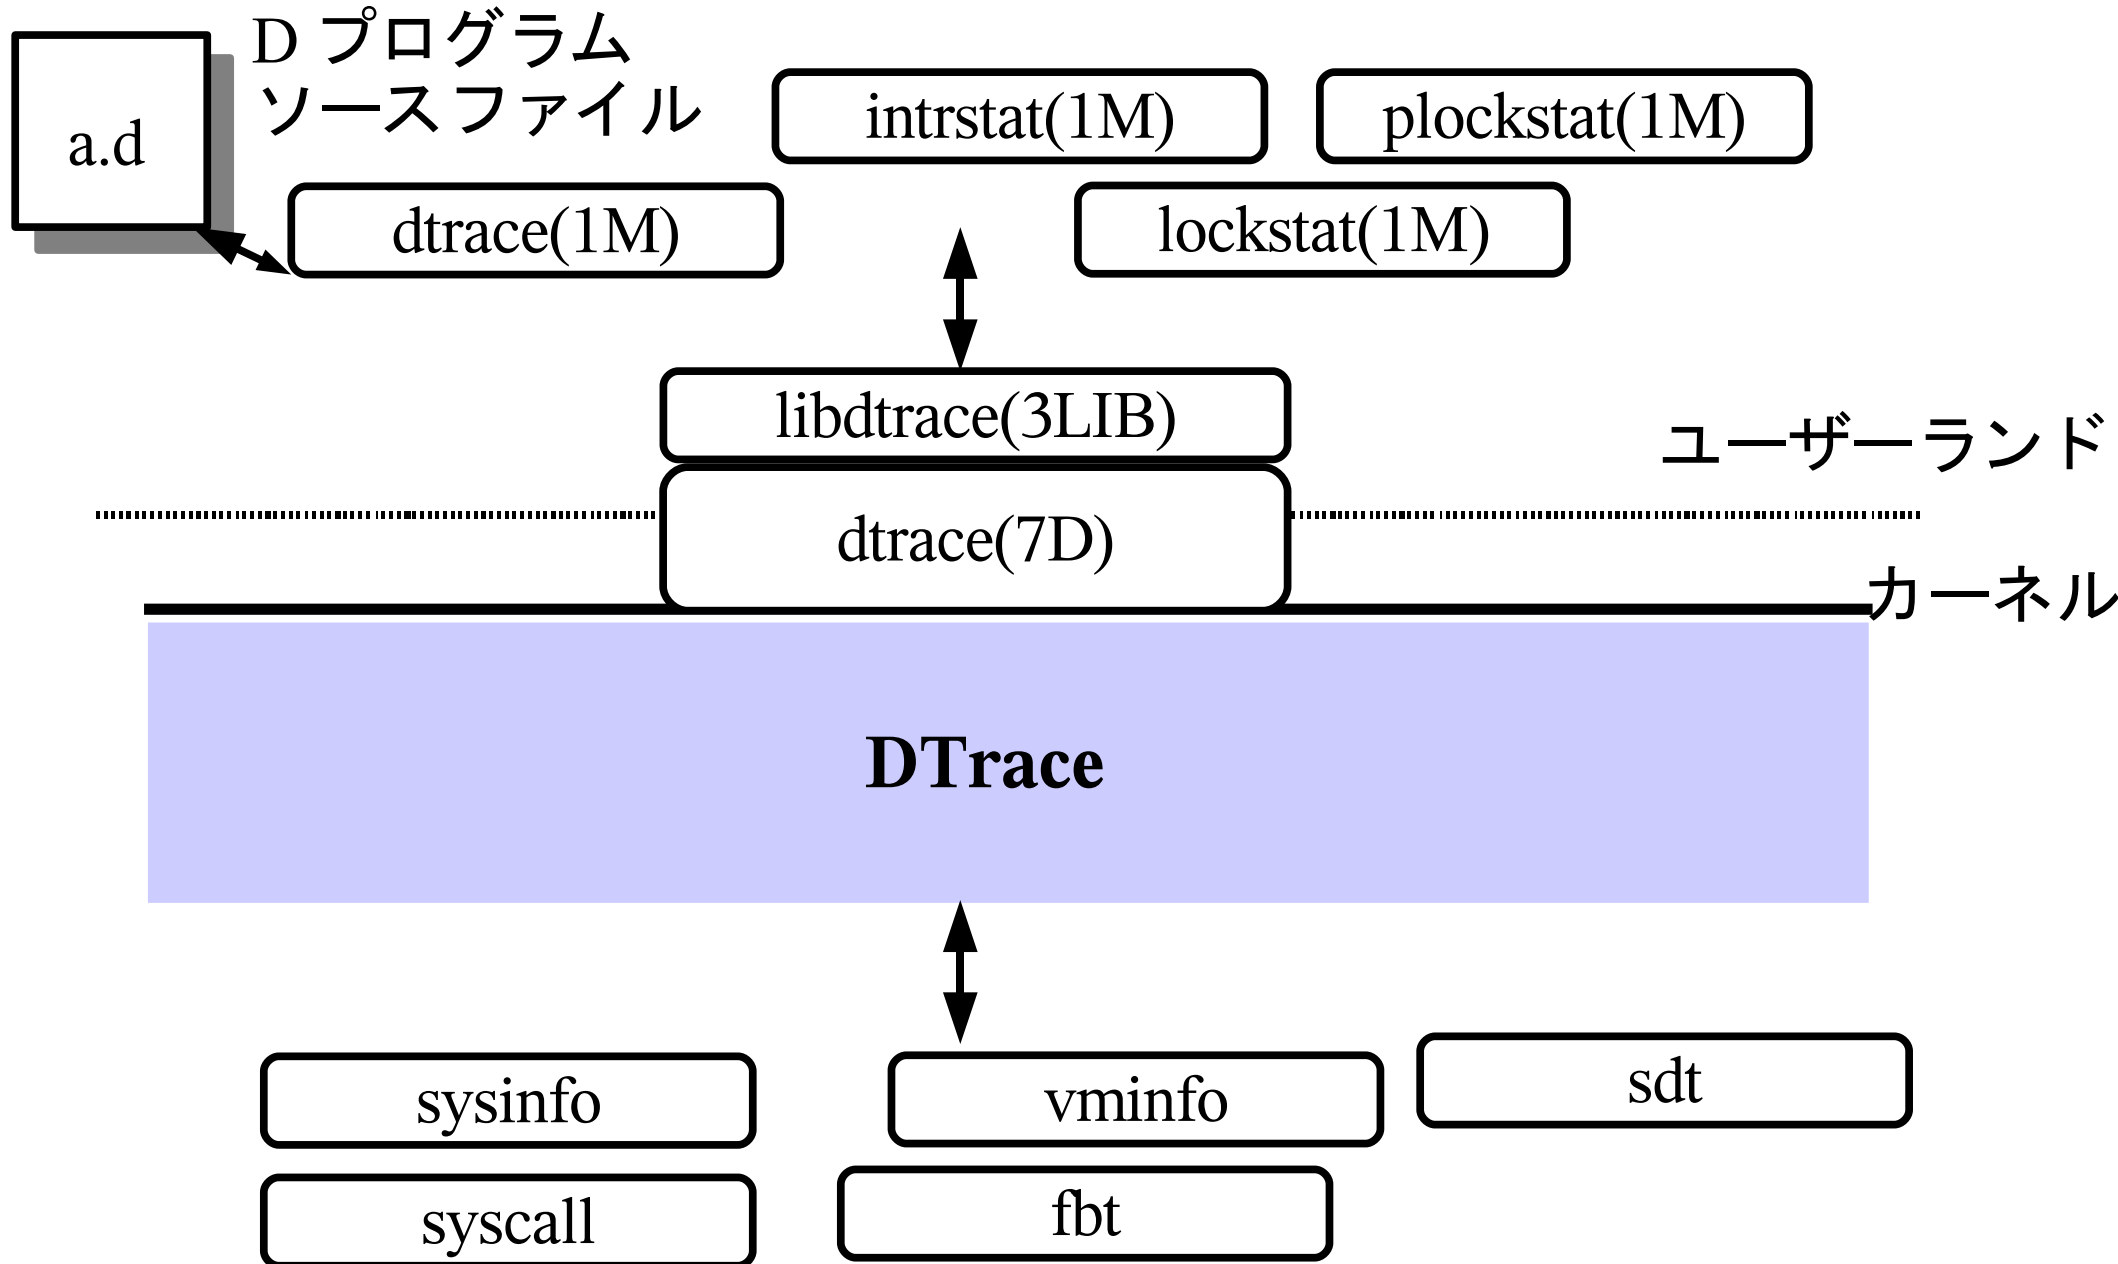 D プログラム
ソースファイル
a.d
intrstat(1M)
plockstat(1M)
dtrace(1M)
lockstat(1M)
libdtrace(3LIB)
ユーザーランド
dtrace(7D)
カーネル
DTrace
sysinfo
vminfo
sdt
syscall
fbt